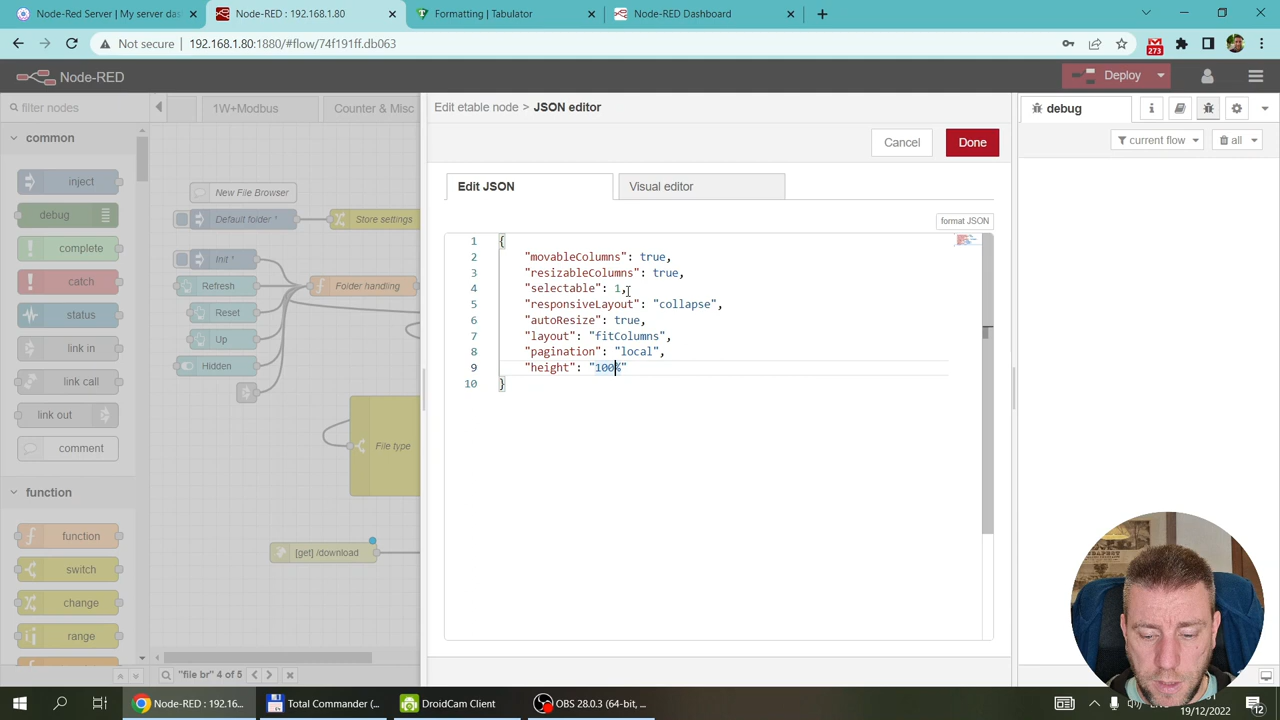 Node-RED | My server das
Node-RED : 192.168.1.80
Formatting | Tabulator
Node-RED Dashboard
Not secure | 192.168.1.80:1880/#flow/74f191ff.db063
273
Node-RED
Deploy
filter nodes
1W+Modbus
Counter & Misc
Edit etable node > JSON editor
debug
Cancel
Done
current flow
all
common
inject
debug
complete
catch
status
link in
link call
link out
comment
function
function
switch
change
range
New File Browser
Default folder ¹
Store settings
Init ¹
Refresh
Folder handling
Reset
Up
Hidden
File type
[get] /download
Edit JSON
Visual editor
format JSON
1 {
2 "movableColumns": true,
3 "resizableColumns": true,
4 "selectable": 1,
5 "responsiveLayout": "collapse",
6 "autoResize": true,
7 "layout": "fitColumns",
8 "pagination": "local",
9 "height": "100%"
10 }
"file br" 4 of 5
Node-RED : 192.16...
Total Commander (...
DroidCam Client
OBS 28.0.3 (64-bit, ...
19/12/2022
12